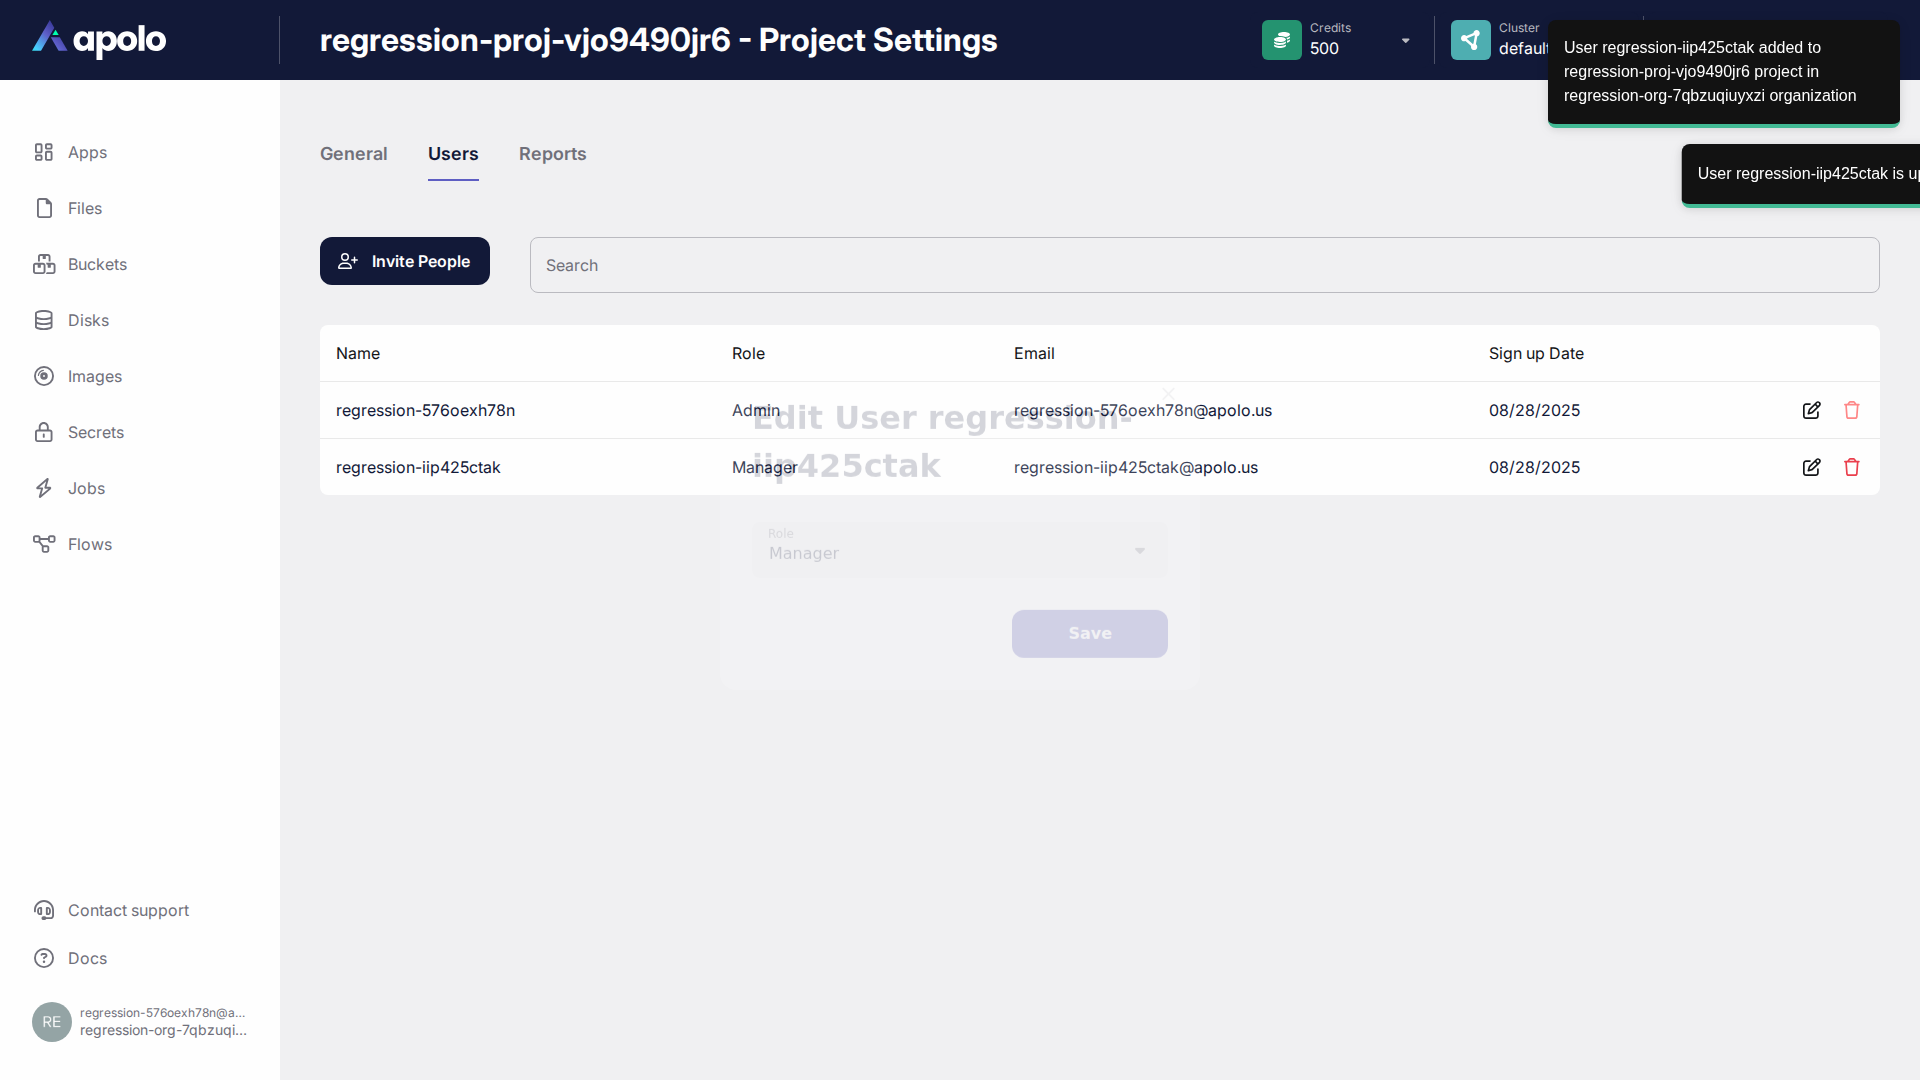 apolo
regression-proj-vjo9490jr6 - Project Settings
Credits
500
Cluster
default
User regression-iip425ctak added to
regression-proj-vjo9490jr6 project in
regression-org-7qbzuqiuyxzi organization
User regression-iip425ctak is up
Apps
Files
Buckets
Disks
Images
Secrets
Jobs
Flows
General
Users
Reports
Invite People
Search
Name
Role
Email
Sign up Date
regression-576oexh78n
Admin
regression-576oexh78n@apolo.us
08/28/2025
regression-iip425ctak
Manager
regression-iip425ctak@apolo.us
08/28/2025
Edit User regression-
iip425ctak
Role
Manager
Save
Contact support
Docs
RE
regression-576oexh78n@a...
regression-org-7qbzuqi...